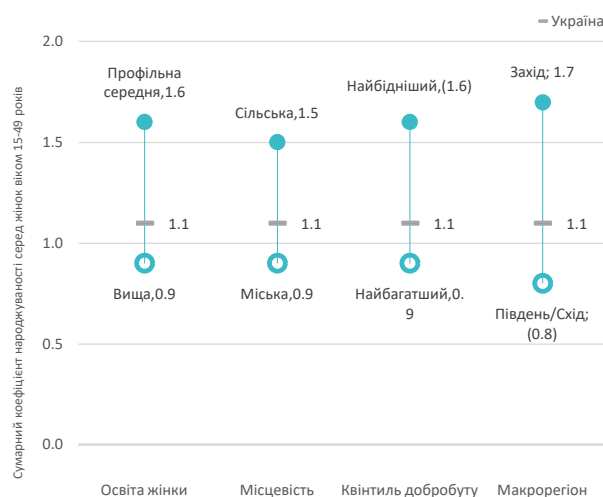 Україна
Сумарний коефіцієнт народжуваності серед жінок віком 15-49 років
2.0
1.5
1.0
0.5
0.0
Профільна
середня,1.6
1.1
Вища,0.9
Сільська,1.5
1.1
Міська,0.9
Найбідніший,(1.6)
1.1
Найбагатший,0.
9
Захід; 1.7
1.1
Південь/Схід;
(0.8)
Освіта жінки
Місцевість
Квінтиль добробуту
Макрорегіон